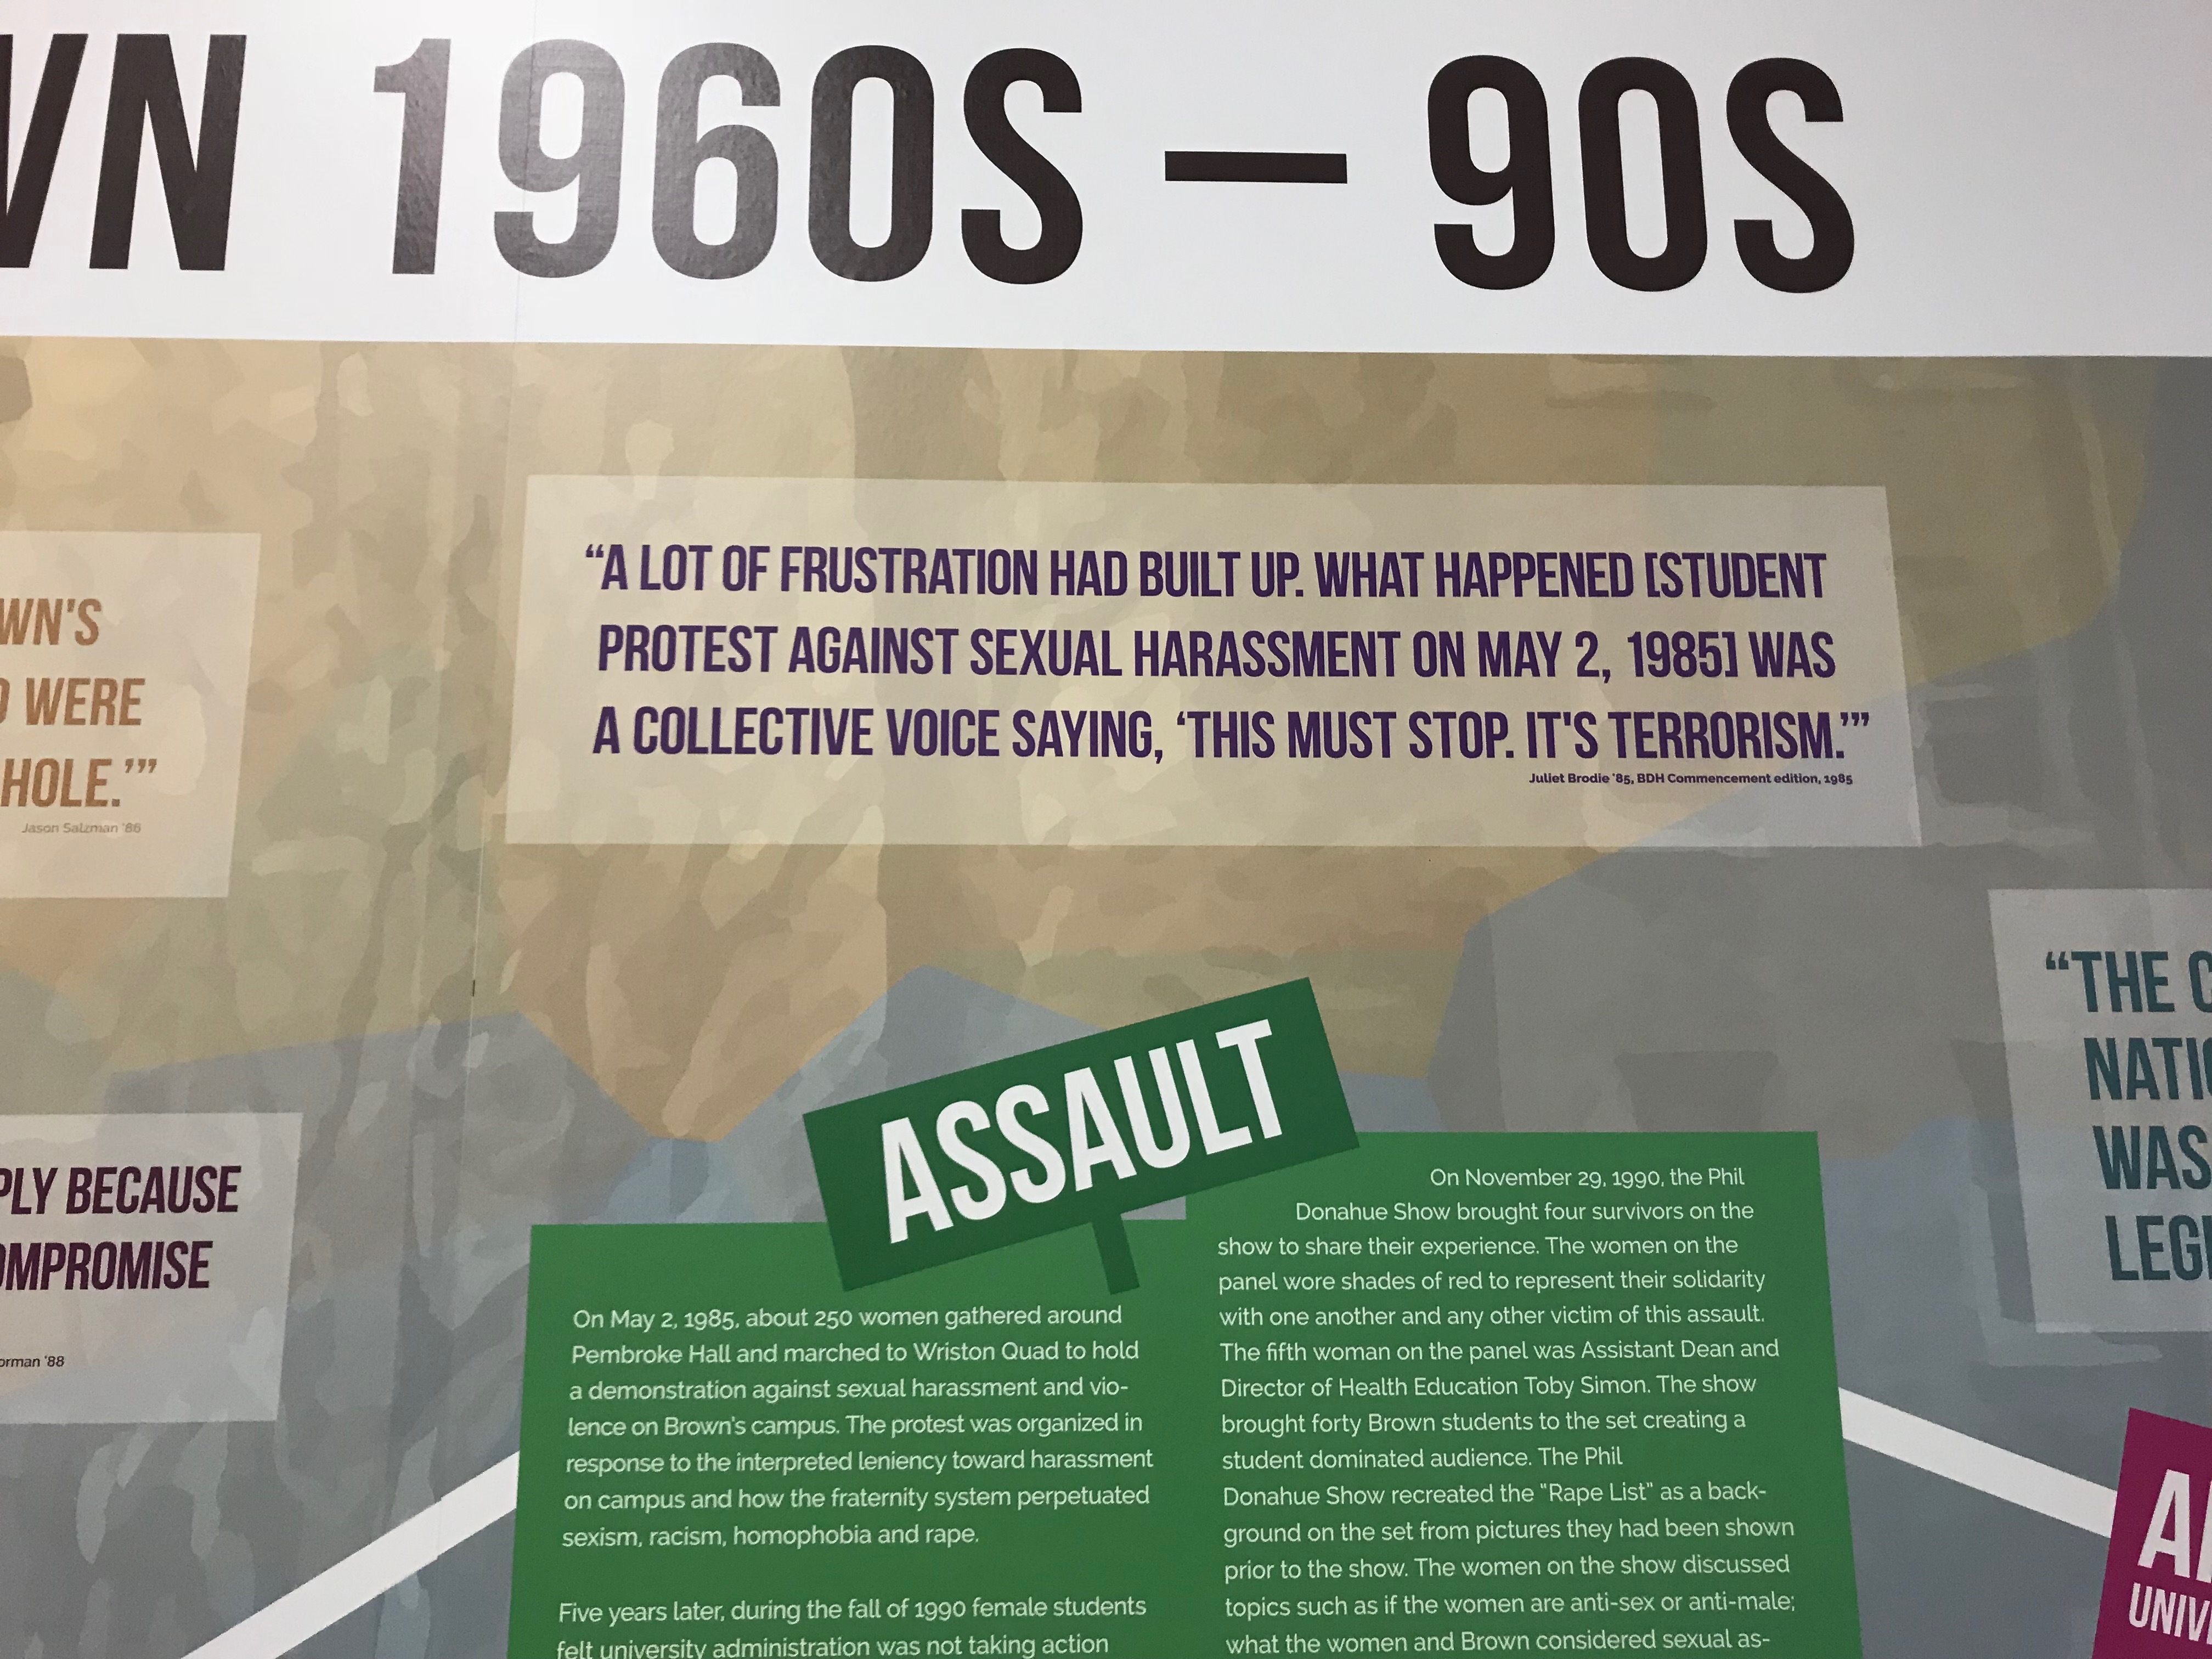 1960S – 90S
WN'S
WERE
HOLE.'”
Jason Salzman '86
“A LOT OF FRUSTRATION HAD BUILT UP. WHAT HAPPENED [STUDENT
PROTEST AGAINST SEXUAL HARASSMENT ON MAY 2, 1985] WAS
A COLLECTIVE VOICE SAYING, ‘THIS MUST STOP. IT'S TERRORISM.’”
Juliet Brodie '85, BDH Commencement edition, 1985
PLY BECAUSE
OMPROMISE
orman '88
“THE C
NATIO
WAS
LEGI
ASSAULT
On May 2, 1985, about 250 women gathered around
Pembroke Hall and marched to Wriston Quad to hold
a demonstration against sexual harassment and vio-
lence on Brown's campus. The protest was organized in
response to the interpreted leniency toward harassment
on campus and how the fraternity system perpetuated
sexism, racism, homophobia and rape.
Five years later, during the fall of 1990 female students
felt university administration was not taking action
On November 29, 1990, the Phil
Donahue Show brought four survivors on the
show to share their experience. The women on the
panel wore shades of red to represent their solidarity
with one another and any other victim of this assault.
The fifth woman on the panel was Assistant Dean and
Director of Health Education Toby Simon. The show
brought forty Brown students to the set creating a
student dominated audience. The Phil
Donahue Show recreated the "Rape List" as a back-
ground on the set from pictures they had been shown
prior to the show. The women on the show discussed
topics such as if the women are anti-sex or anti-male;
what the women and Brown considered sexual as-
UNIV